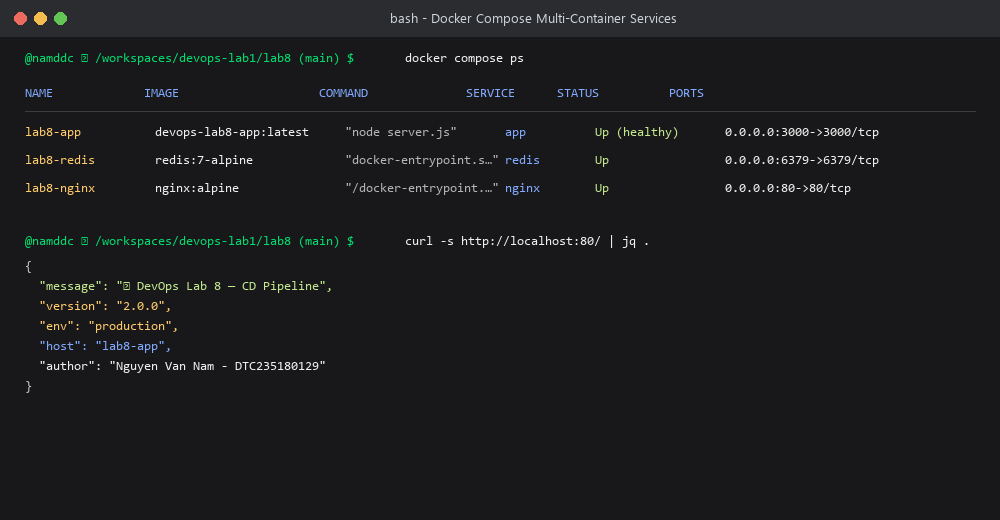 bash - Docker Compose Multi-Container Services
@namddc /workspaces/devops-lab1/lab8 (main) $ docker compose ps
NAME IMAGE COMMAND SERVICE STATUS PORTS
lab8-app devops-lab8-app:latest "node server.js" app Up (healthy) 0.0.0.0:3000->3000/tcp
lab8-redis redis:7-alpine "docker-entrypoint.s…" redis Up 0.0.0.0:6379->6379/tcp
lab8-nginx nginx:alpine "/docker-entrypoint.…" nginx Up 0.0.0.0:80->80/tcp
@namddc /workspaces/devops-lab1/lab8 (main) $ curl -s http://localhost:80/ | jq .
{
"message": "DevOps Lab 8 — CD Pipeline",
"version": "2.0.0",
"env": "production",
"host": "lab8-app",
"author": "Nguyen Van Nam - DTC235180129"
}